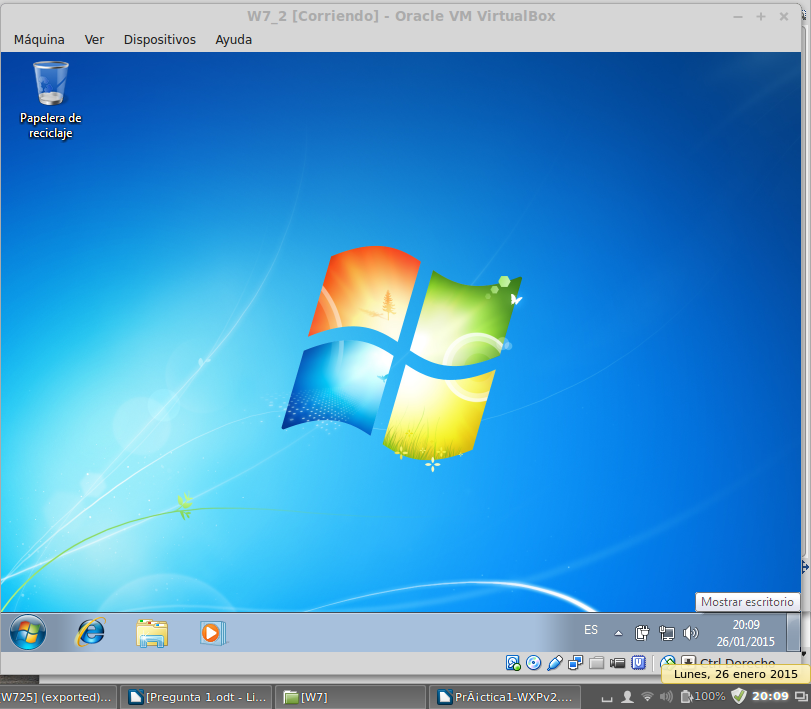 W7_2 [Corriendo] - Oracle VM VirtualBox
Máquina Ver Dispositivos Ayuda
Papelera de
reciclaje
Mostrar escritorio
ES
20:09
26/01/2015
Ctrl Derecho
Lunes, 26 enero 2015
W725] (exported)... [Pregunta 1.odt - Li... [W7] PrÃ¡ctica1-WXPv2.... 100% 20:09